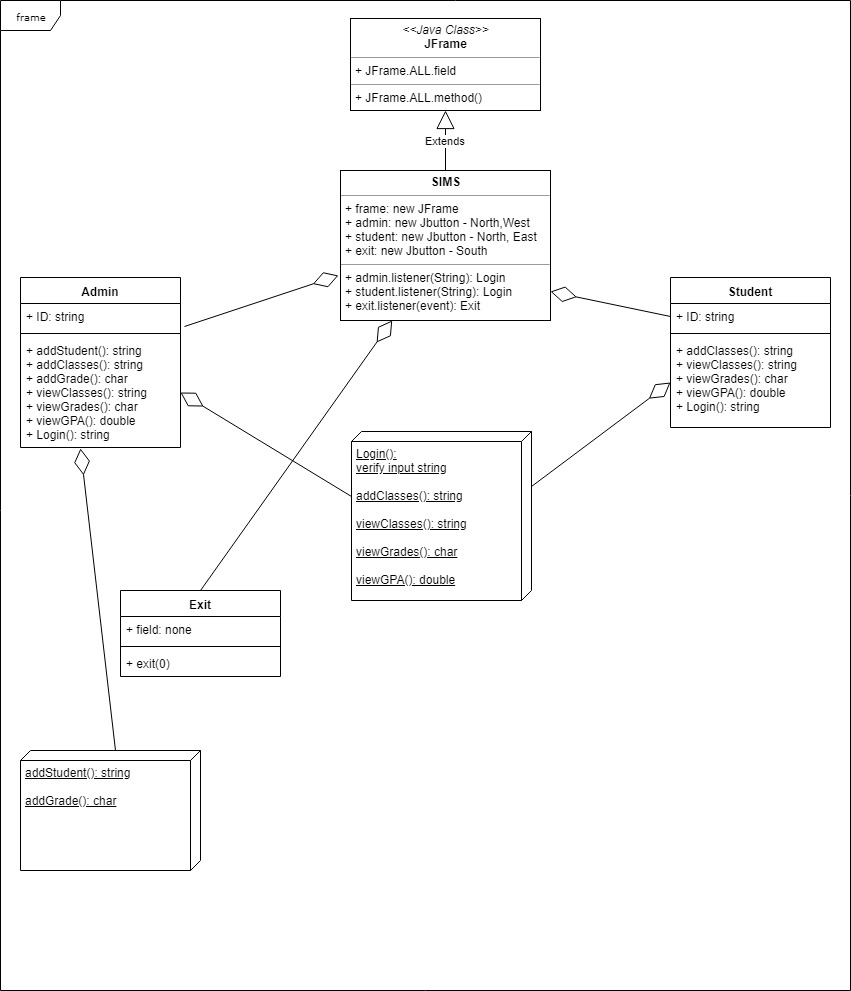 frame
<<Java Class>>
JFrame
+ JFrame.ALL.field
+ JFrame.ALL.method()
Extends
SIMS
+ frame: new JFrame
+ admin: new Jbutton - North,West
+ student: new Jbutton - North, East
+ exit: new Jbutton - South
+ admin.listener(String): Login
+ student.listener(String): Login
+ exit.listener(event): Exit
Admin
+ ID: string
+ addStudent(): string
+ addClasses(): string
+ addGrade(): char
+ viewClasses(): string
+ viewGrades(): char
+ viewGPA(): double
+ Login(): string
Student
+ ID: string
+ addClasses(): string
+ viewClasses(): string
+ viewGrades(): char
+ viewGPA(): double
+ Login(): string
Login():
verify input string
addClasses(): string
viewClasses(): string
viewGrades(): char
viewGPA(): double
Exit
+ field: none
+ exit(0)
addStudent(): string
addGrade(): char